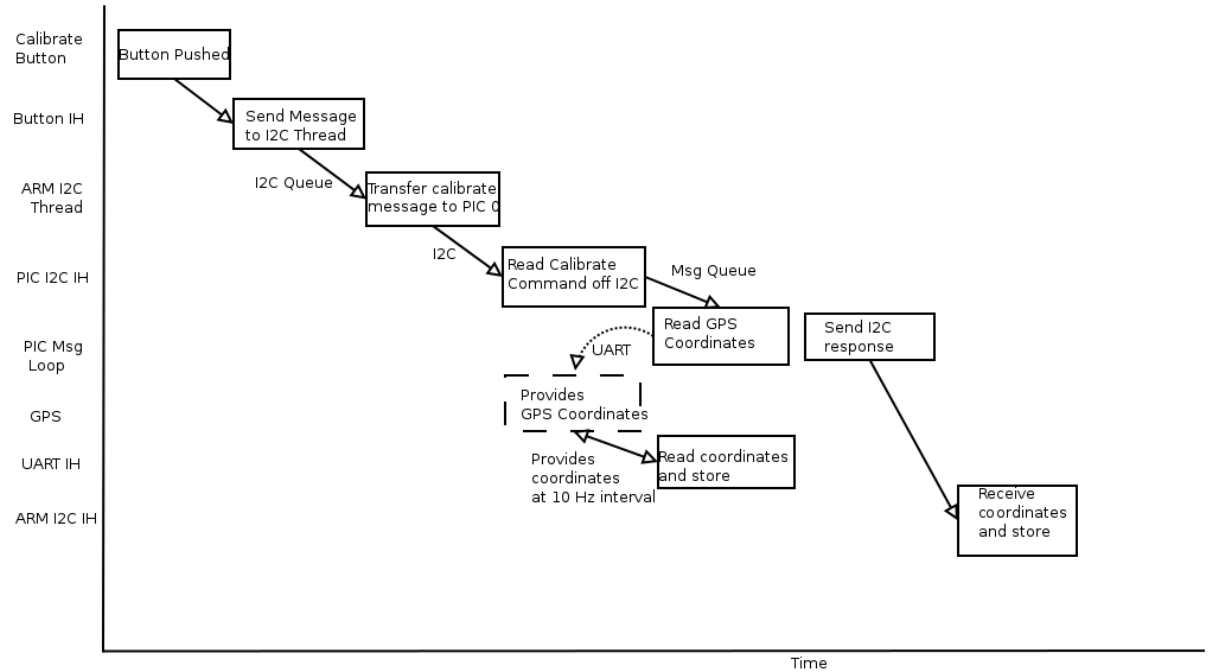 Calibrate
Button
Button Pushed
Button IH
Send Message
to I2C Thread
I2C Queue
ARM I2C
Thread
Transfer calibrate
message to PIC 0
I2C
PIC I2C IH
Read Calibrate
Command off I2C
Msg Queue
PIC Msg
Loop
Read GPS
Coordinates
Send I2C
response
UART
GPS
Provides
GPS Coordinates
UART IH
Provides
coordinates
at 10 Hz interval
Read coordinates
and store
ARM I2C IH
Receive
coordinates
and store
Time